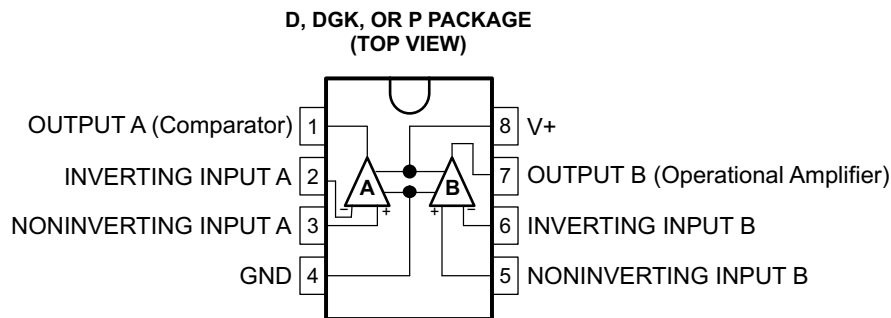 D, DGK, OR P PACKAGE
(TOP VIEW)
OUTPUT A (Comparator) 1
8 V+
INVERTING INPUT A 2
7 OUTPUT B (Operational Amplifier)
NONINVERTING INPUT A 3
6 INVERTING INPUT B
GND 4
5 NONINVERTING INPUT B
A
B
− +
+ −